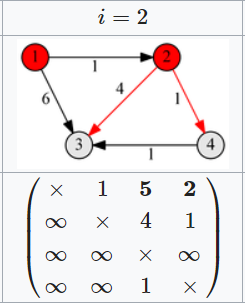 i = 2
1 2
1
6 4 1
3 4
1
× 1 5 2
∞ × 4 1
∞ ∞ × ∞
∞ ∞ 1 ×